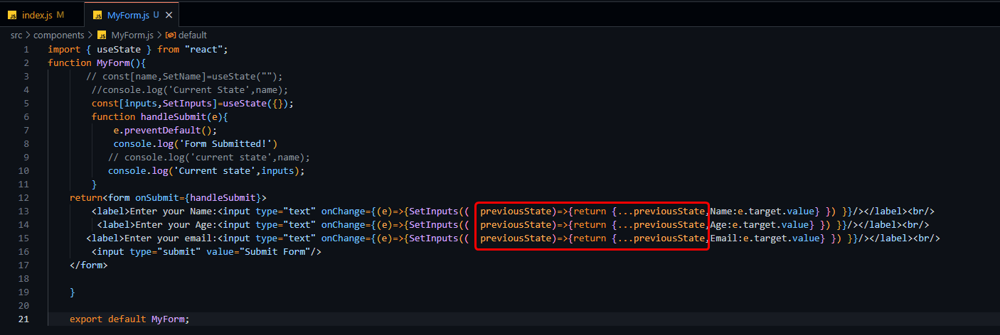 JS index.js M JS MyForm.js U ×
src > components > JS MyForm.js > default
1 import { useState } from "react";
2 function MyForm(){
3 // const[name,SetName]=useState("");
4 //console.log('Current State',name);
5 const[inputs,SetInputs]=useState({});
6 function handleSubmit(e){
7 e.preventDefault();
8 console.log('Form Submitted!')
9 // console.log('current state',name);
10 console.log('Current state',inputs);
11 }
12 return<form onSubmit={handleSubmit}>
13 <label>Enter your Name:<input type="text" onChange={(e)=>{SetInputs(( previousState)=>{return {...previousState,Name:e.target.value} }) }}/></label><br/>
14 <label>Enter your Age:<input type="text" onChange={(e)=>{SetInputs(( previousState)=>{return {...previousState,Age:e.target.value} }) }}/></label><br/>
15 <label>Enter your email:<input type="text" onChange={(e)=>{SetInputs(( previousState)=>{return {...previousState,Email:e.target.value} }) }}/></label><br/>
16 <input type="submit" value="Submit Form"/>
17 </form>
18
19 }
20
21 export default MyForm;